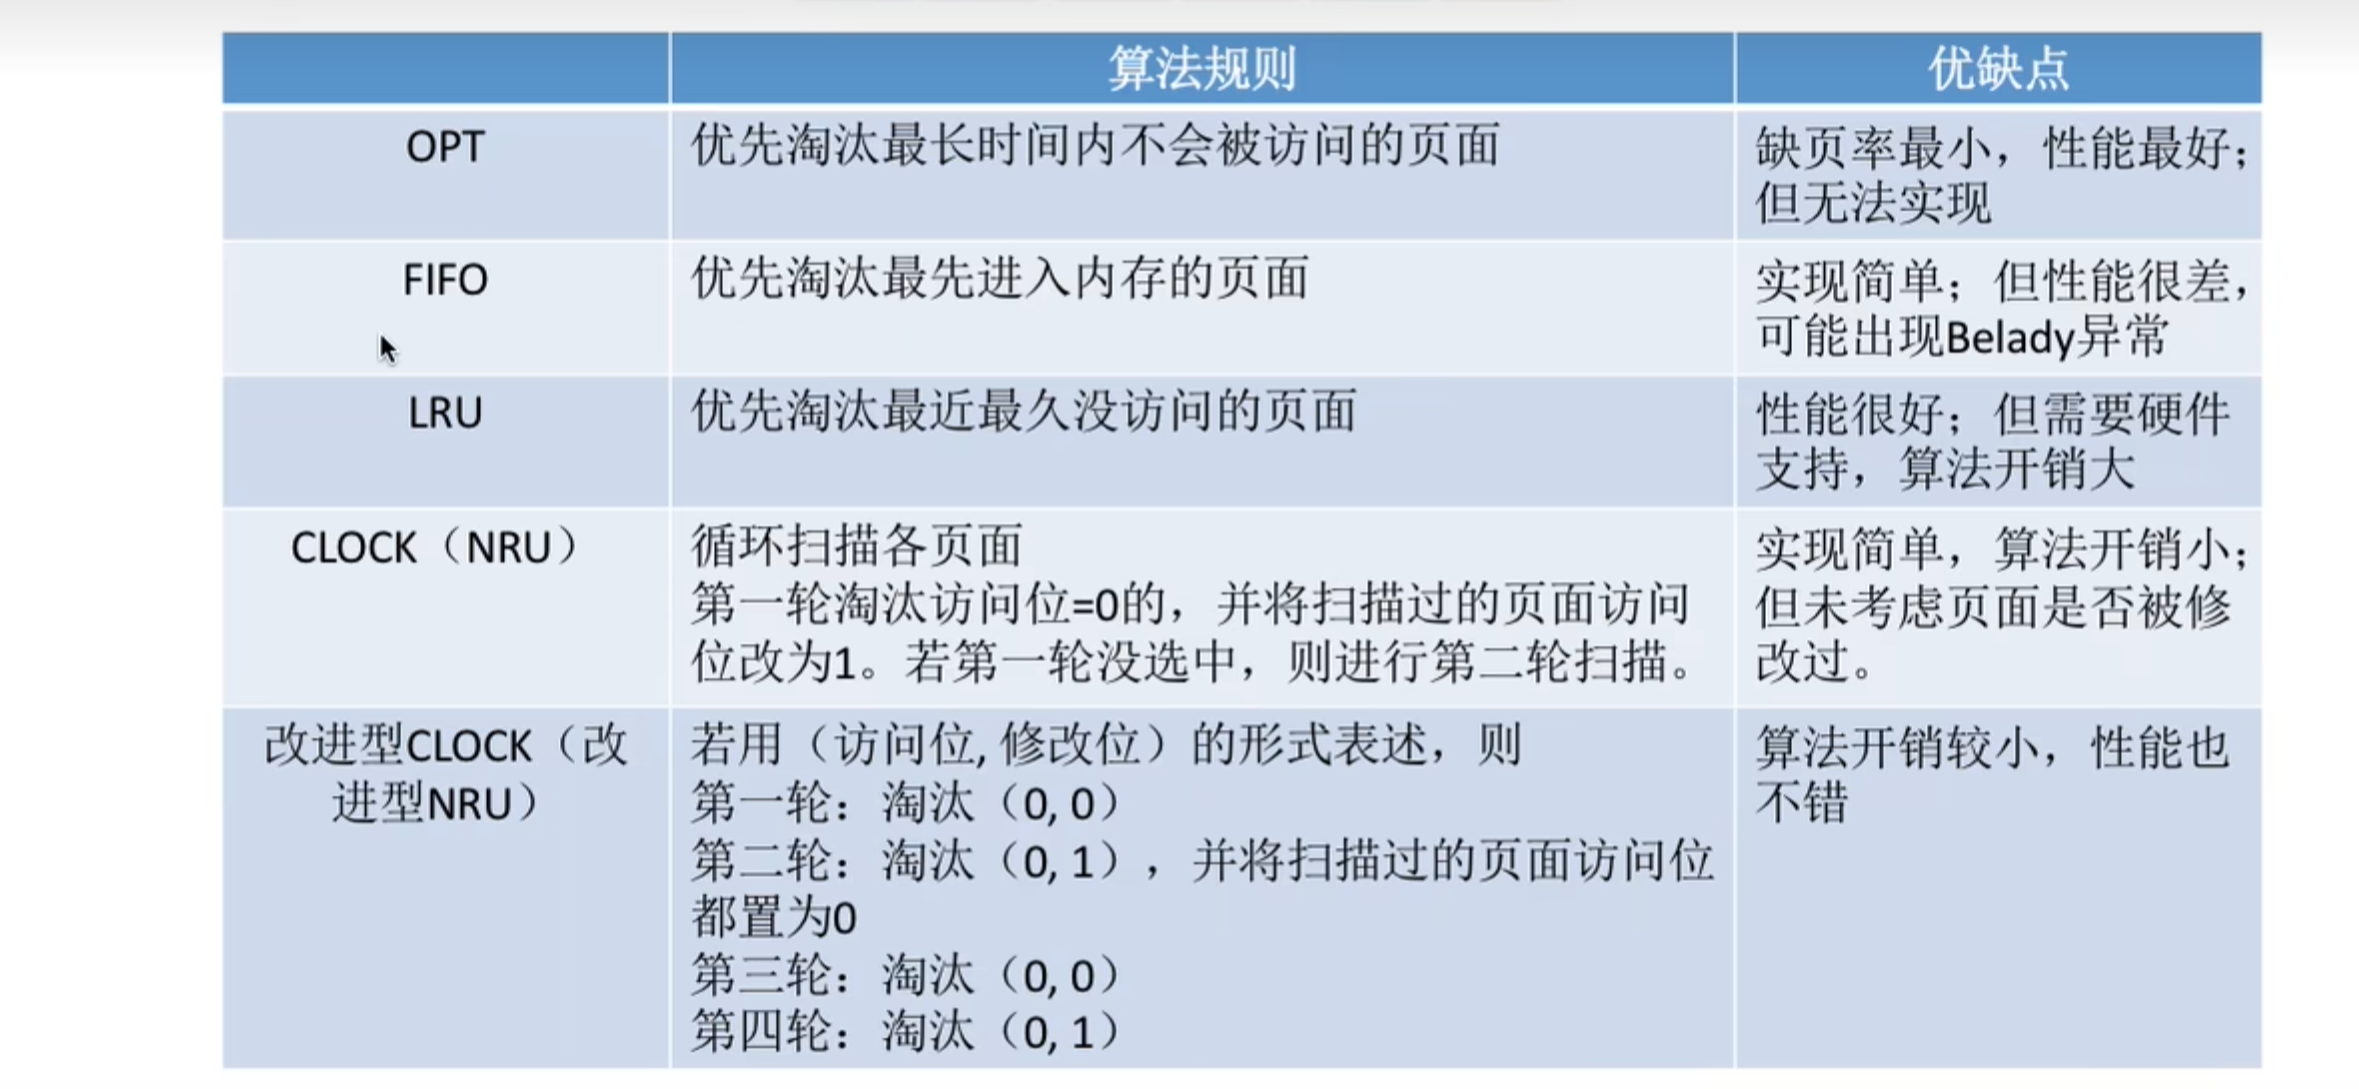 算法规则
优缺点
OPT
优先淘汰最长时间内不会被访问的页面
缺页率最小，性能最好；
但无法实现
FIFO
优先淘汰最先进入内存的页面
实现简单；但性能很差，
可能出现Belady异常
LRU
优先淘汰最近最久没访问的页面
性能很好；但需要硬件
支持，算法开销大
CLOCK（NRU）
循环扫描各页面
第一轮淘汰访问位=0的，并将扫描过的页面访问
位改为1。若第一轮没选中，则进行第二轮扫描。
实现简单，算法开销小；
但未考虑页面是否被修
改过。
改进型CLOCK（改
进型NRU）
若用（访问位, 修改位）的形式表述，则
第一轮：淘汰（0, 0）
第二轮：淘汰（0, 1），并将扫描过的页面访问位
都置为0
第三轮：淘汰（0, 0）
第四轮：淘汰（0, 1）
算法开销较小，性能也
不错